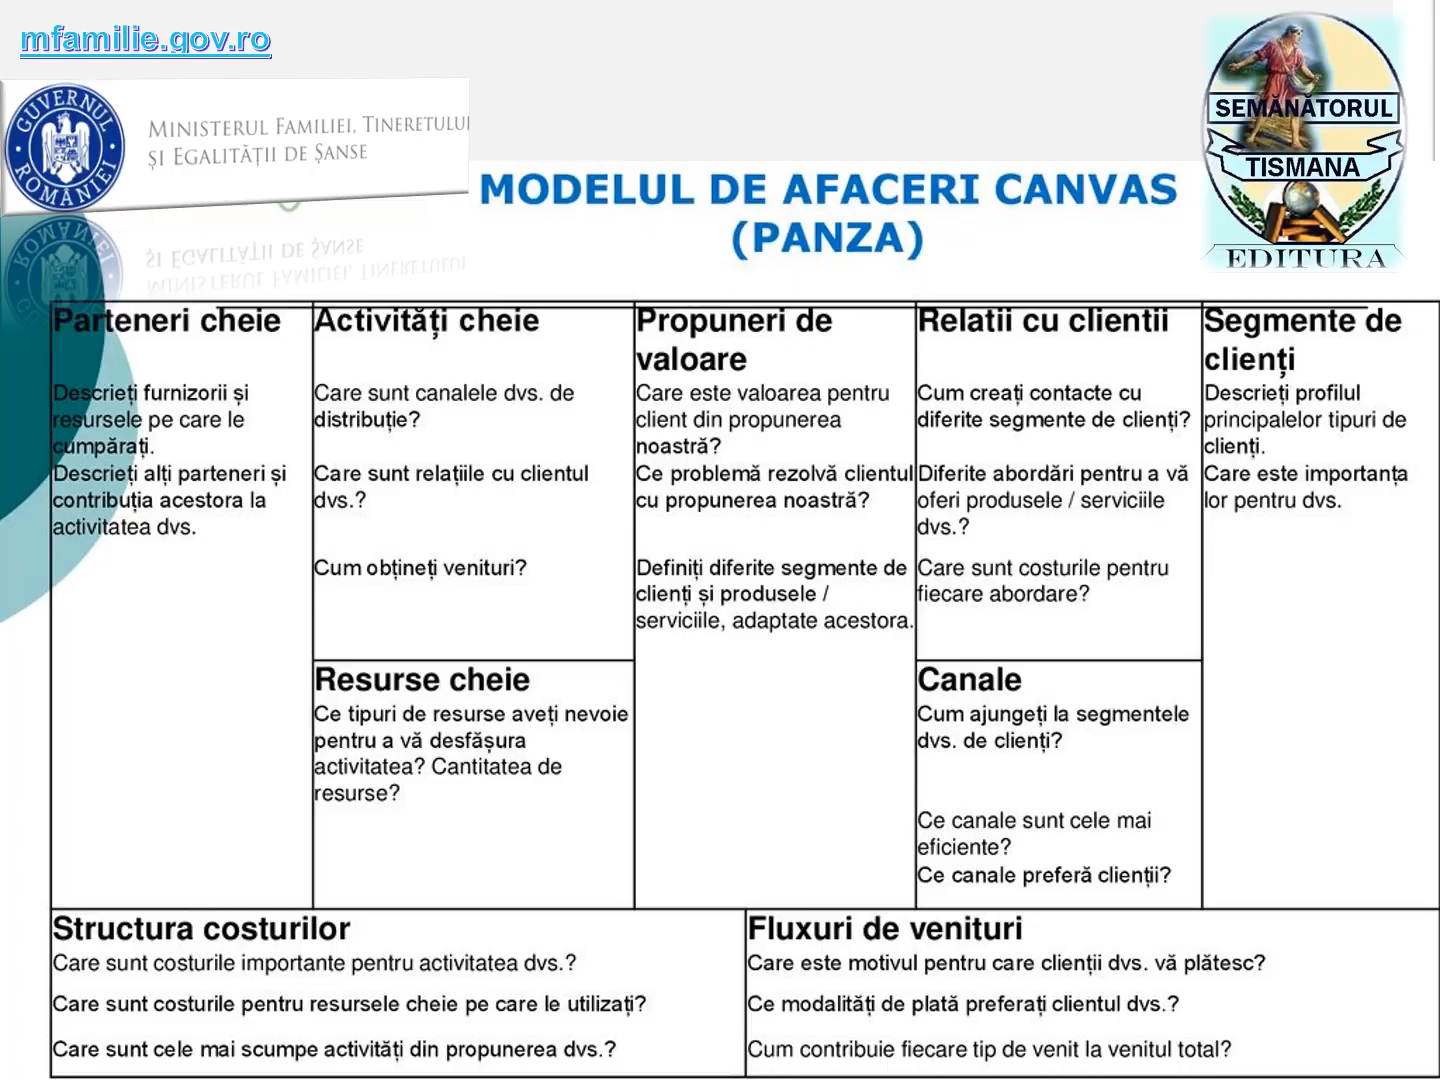 mfamilie.gov.ro
GUVERNUL ROMÂNIEI
MINISTERUL FAMILIEI, TINERETULUI
ȘI EGALITĂȚII DE ȘANSE
SEMĂNĂTORUL
TISMANA
EDITURA
MODELUL DE AFACERI CANVAS
(PANZA)
Parteneri cheie
Descrieți furnizorii și
resursele pe care le
cumpărați.
Descrieți alți parteneri și
contribuția acestora la
activitatea dvs.
Activități cheie
Care sunt canalele dvs. de
distribuție?
Care sunt relațiile cu clientul
dvs.?
Cum obțineți venituri?
Resurse cheie
Ce tipuri de resurse aveți nevoie
pentru a vă desfășura
activitatea? Cantitatea de
resurse?
Propuneri de
valoare
Care este valoarea pentru
client din propunerea
noastră?
Ce problemă rezolvă clientul
cu propunerea noastră?
Definiți diferite segmente de
clienți și produsele /
serviciile, adaptate acestora.
Relatii cu clientii
Cum creați contacte cu
diferite segmente de clienți?
Diferite abordări pentru a vă
oferi produsele / serviciile
dvs.?
Care sunt costurile pentru
fiecare abordare?
Canale
Cum ajungeți la segmentele
dvs. de clienți?
Ce canale sunt cele mai
eficiente?
Ce canale preferă clienții?
Segmente de
clienți
Descrieți profilul
principalelor tipuri de
clienți.
Care este importanța
lor pentru dvs.
Structura costurilor
Care sunt costurile importante pentru activitatea dvs.?
Care sunt costurile pentru resursele cheie pe care le utilizați?
Care sunt cele mai scumpe activități din propunerea dvs.?
Fluxuri de venituri
Care este motivul pentru care clienții dvs. vă plătesc?
Ce modalități de plată preferați clientul dvs.?
Cum contribuie fiecare tip de venit la venitul total?